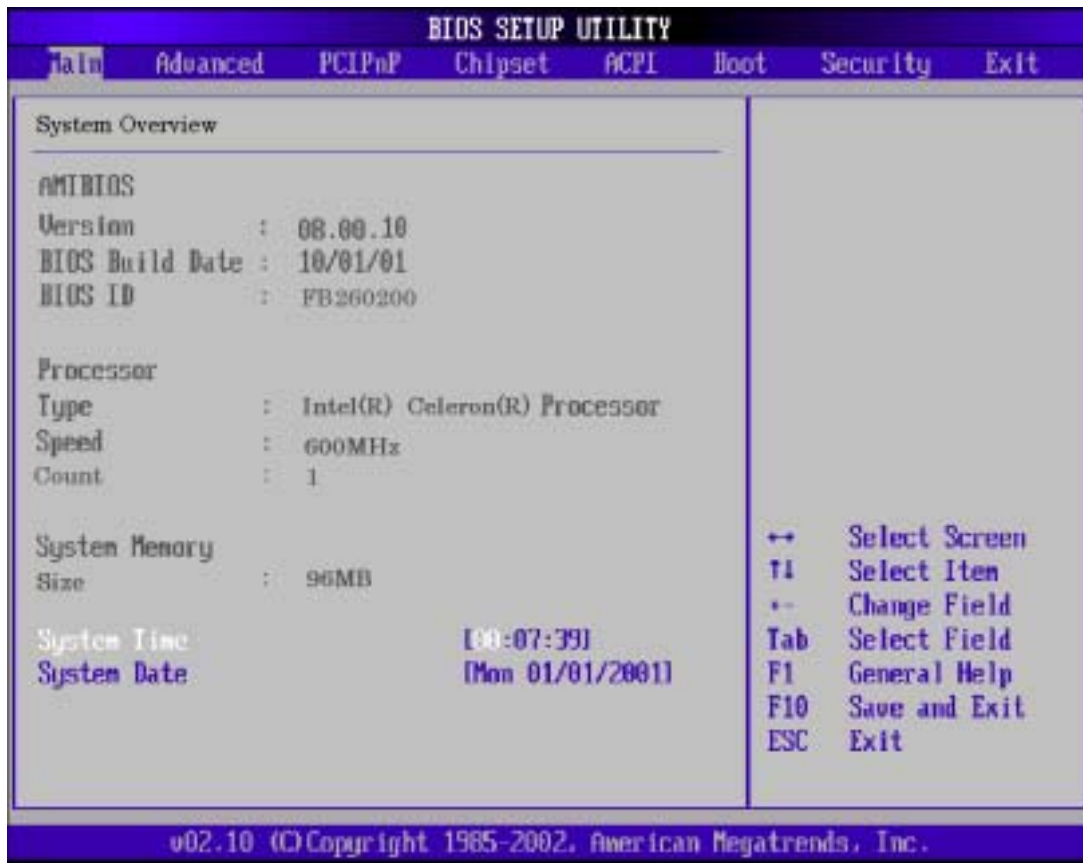 BIOS SETUP UTILITY
Main Advanced PCIPnP Chipset ACPI Boot Security Exit
System Overview
AMIBIOS
Version : 08.00.10
BIOS Build Date : 10/01/01
BIOS ID : FB260200
Processor
Type : Intel(R) Celeron(R) Processor
Speed : 600MHz
Count : 1
System Memory
Size : 96MB
System Time [00:07:39]
System Date [Mon 01/01/2001]
↔ Select Screen
↑↓ Select Item
+- Change Field
Tab Select Field
F1 General Help
F10 Save and Exit
ESC Exit
v02.10 (C)Copyright 1985-2002, American Megatrends, Inc.